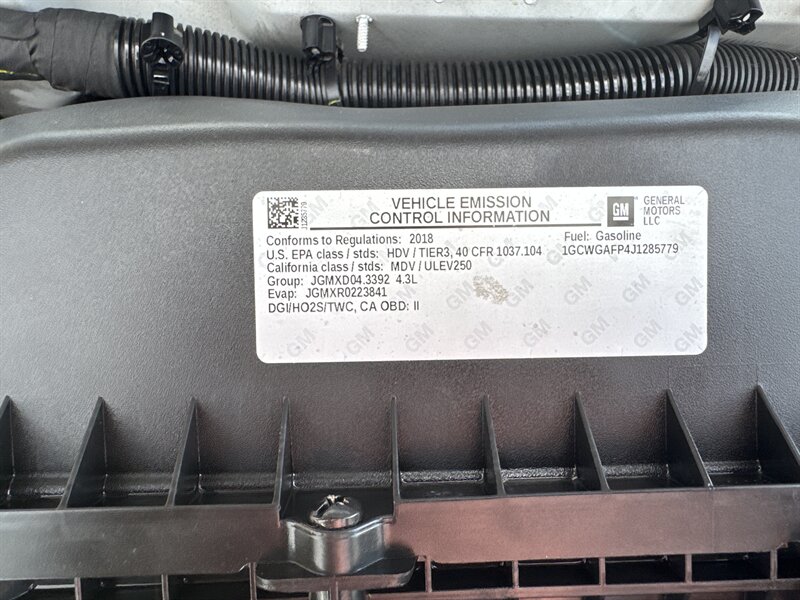 VEHICLE EMISSION
CONTROL INFORMATION
GM
GENERAL
MOTORS
LLC
Conforms to Regulations: 2018
Fuel: Gasoline
U.S. EPA class / stds: HDV / TIER3, 40 CFR 1037.104
1GCWGAFP4J1285779
California class / stds: MDV / ULEV250
Group: JGMXD04.3392 4.3L
Evap: JGMXR0223841
DGI/HO2S/TWC, CA OBD: II
J1285779